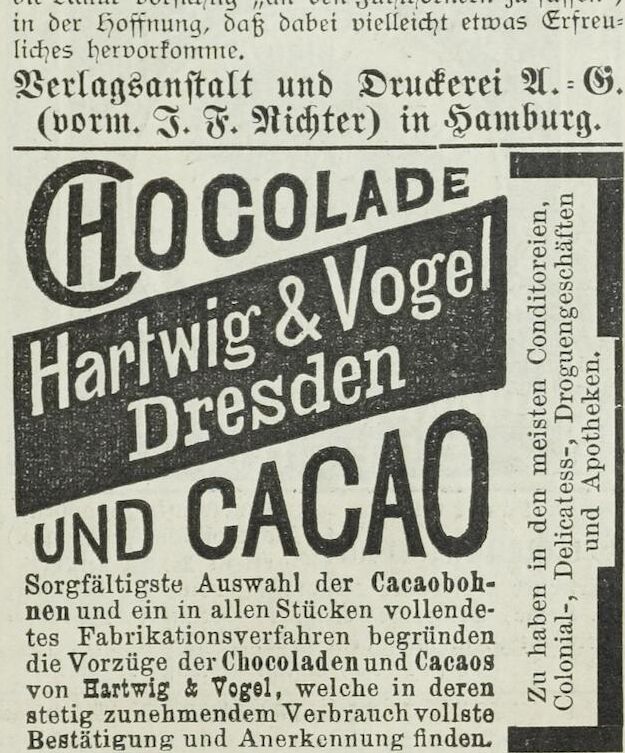 in der Hoffnung, daß dabei vielleicht etwas Erfreu-
liches hervorkomme.
Verlagsanstalt und Druckerei A.-G.
(vorm. J. F. Richter) in Hamburg.
CHOCOLADE
Hartwig & Vogel
Dresden
UND CACAO
Sorgfältigste Auswahl der Cacaoboh-
nen und ein in allen Stücken vollende-
tes Fabrikationsverfahren begründen
die Vorzüge der Chocoladen und Cacaos
von Hartwig & Vogel, welche in deren
stetig zunehmendem Verbrauch vollste
Bestätigung und Anerkennung finden.
Zu haben in den meisten Conditoreien,
Colonial-, Delicatess-, Droguengeschäften
und Apotheken.